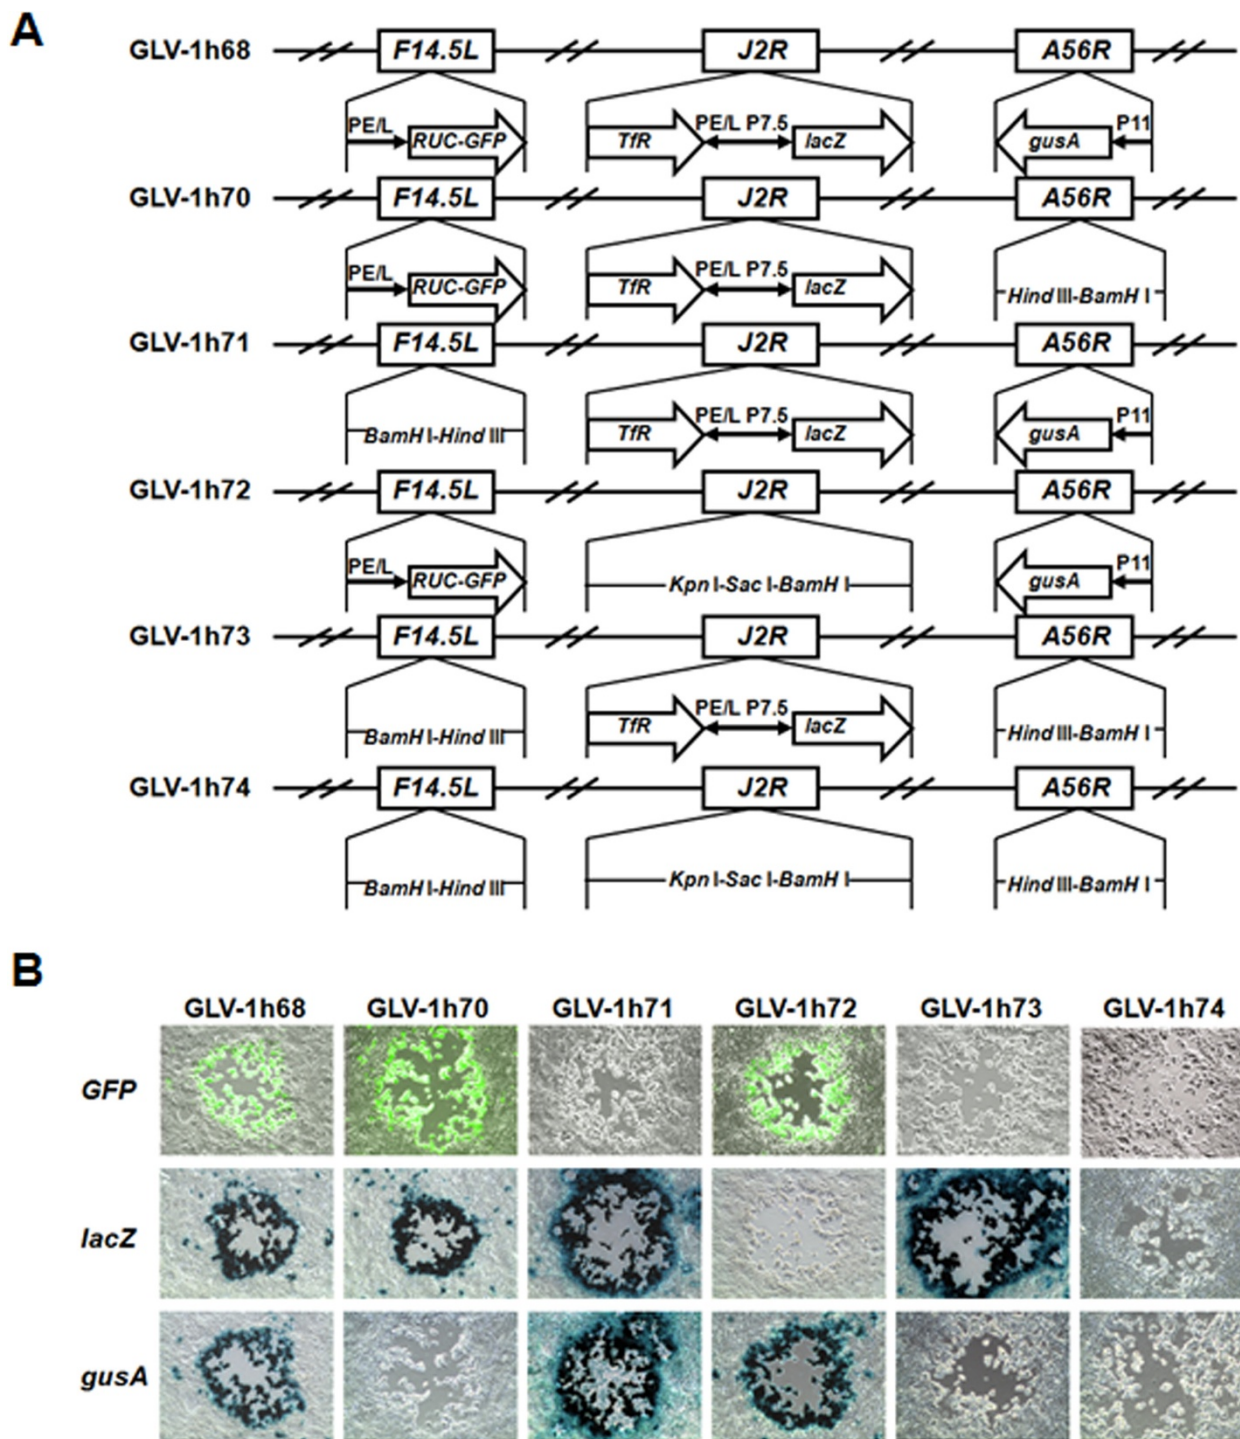 A
GLV-1h68 F14.5L J2R A56R
PE/L RUC-GFP TfR PE/L P7.5 lacZ gusA P11
GLV-1h70 F14.5L J2R A56R
PE/L RUC-GFP TfR PE/L P7.5 lacZ Hind III-BamH I
GLV-1h71 F14.5L J2R A56R
BamH I-Hind III TfR PE/L P7.5 lacZ gusA P11
GLV-1h72 F14.5L J2R A56R
PE/L RUC-GFP Kpn I-Sac I-BamH I gusA P11
GLV-1h73 F14.5L J2R A56R
BamH I-Hind III TfR PE/L P7.5 lacZ Hind III-BamH I
GLV-1h74 F14.5L J2R A56R
BamH I-Hind III Kpn I-Sac I-BamH I Hind III-BamH I
B
GLV-1h68 GLV-1h70 GLV-1h71 GLV-1h72 GLV-1h73 GLV-1h74
GFP
lacZ
gusA